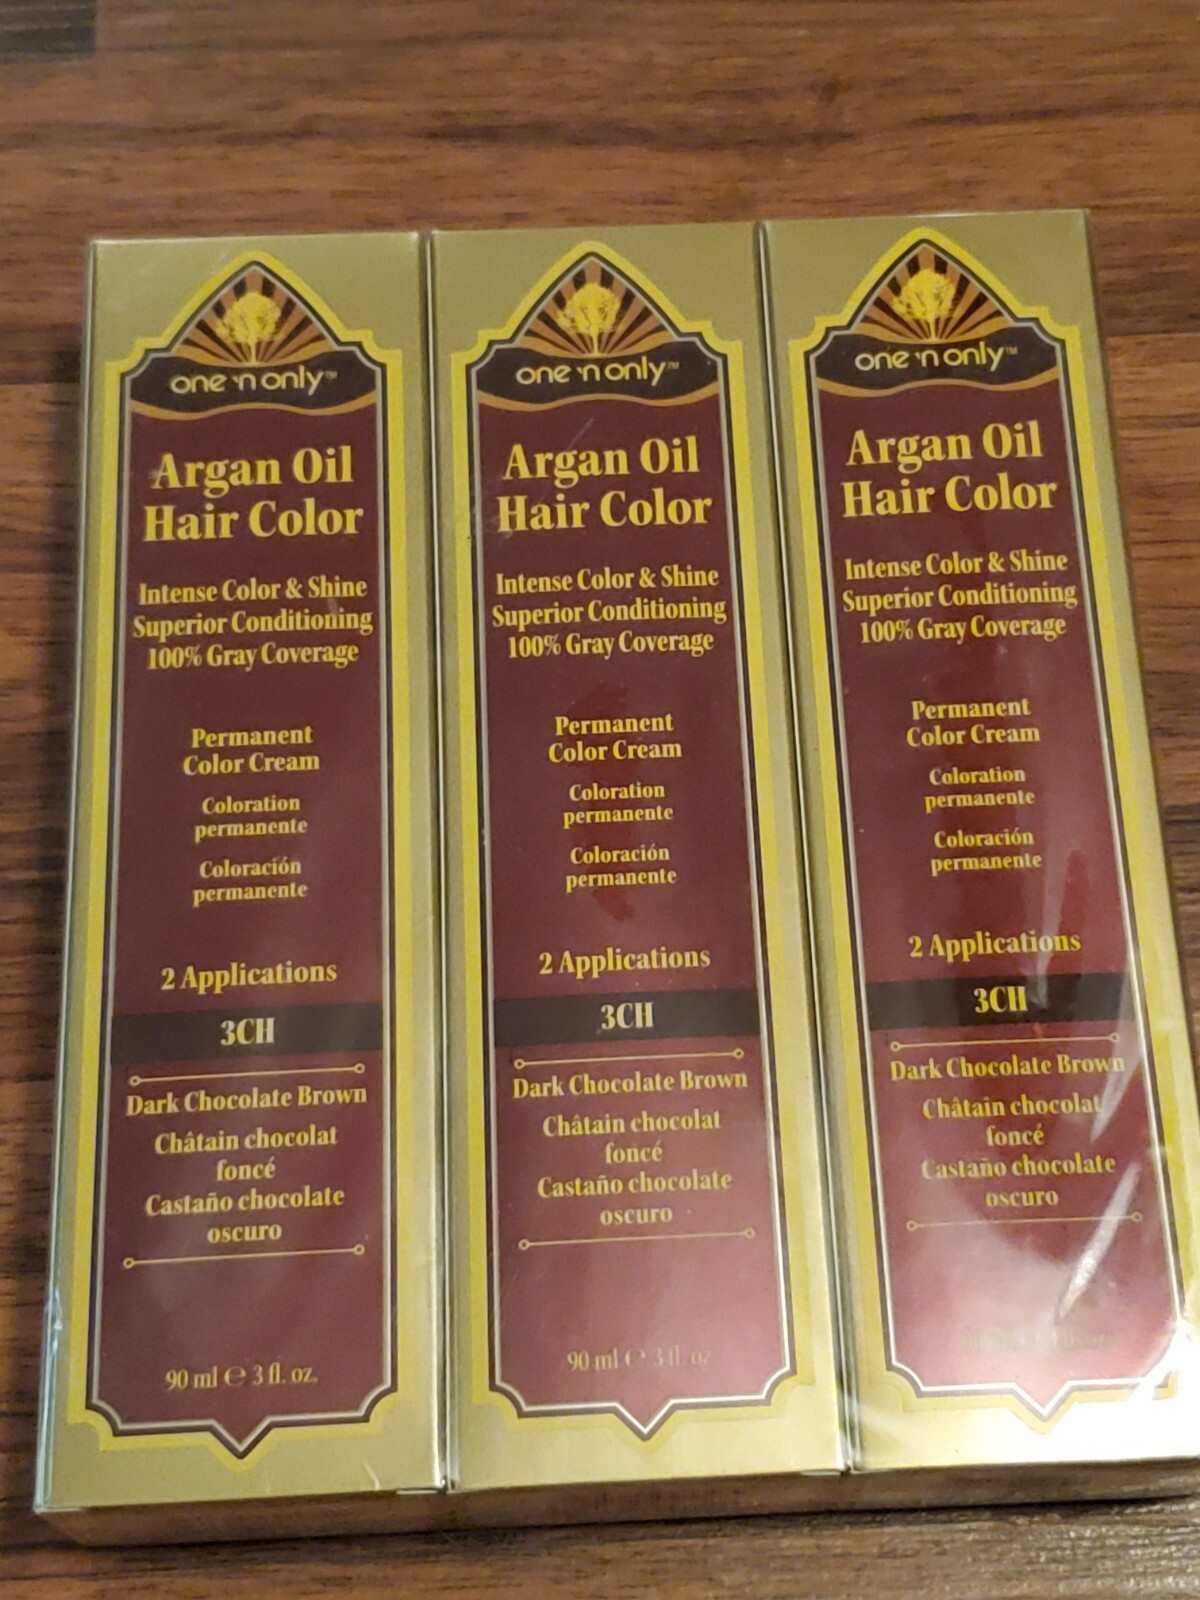 one 'n only™
Argan Oil
Hair Color
Intense Color & Shine
Superior Conditioning
100% Gray Coverage
Permanent
Color Cream
Coloration
permanente
Coloración
permanente
2 Applications
3CH
Dark Chocolate Brown
Châtain chocolat
foncé
Castaño chocolate
oscuro
90 ml ℮ 3 fl. oz.
one 'n only™
Argan Oil
Hair Color
Intense Color & Shine
Superior Conditioning
100% Gray Coverage
Permanent
Color Cream
Coloration
permanente
Coloración
permanente
2 Applications
3CH
Dark Chocolate Brown
Châtain chocolat
foncé
Castaño chocolate
oscuro
90 ml ℮ 3 fl. oz
one 'n only™
Argan Oil
Hair Color
Intense Color & Shine
Superior Conditioning
100% Gray Coverage
Permanent
Color Cream
Coloration
permanente
Coloración
permanente
2 Applications
3CH
Dark Chocolate Brown
Châtain chocolat
foncé
Castaño chocolate
oscuro